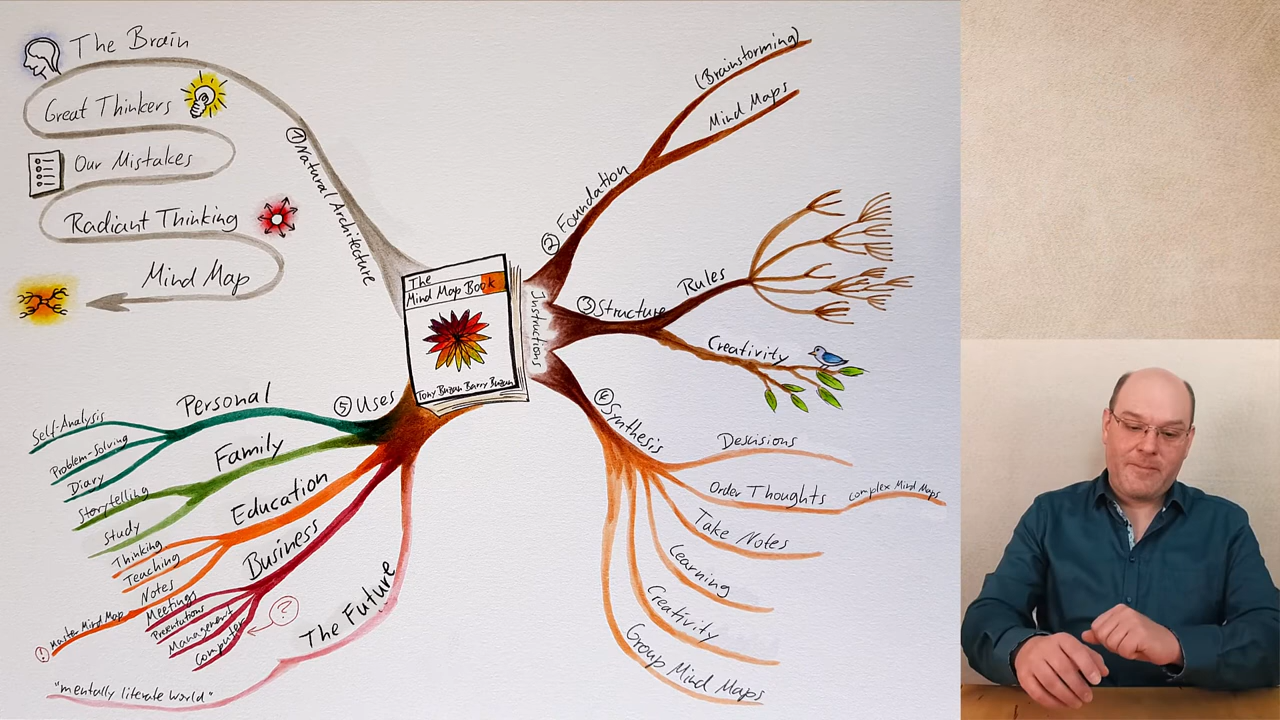 The Brain
Great Thinkers
Our Mistakes
Radiant Thinking
Mind Map
① Natural Architecture
The
Mind Map Book
Tony Buzan Barry Buzan
Instructions
② Foundation
(Brainstorming)
Mind Maps
③ Structure
Rules
Creativity
④ Synthesis
Descisions
Order Thoughts
complex Mind Maps
Take Notes
Learning
Creativity
Group Mind Maps
⑤ Uses
Personal
Self-Analysis
Problem-Solving
Diary
Family
Storytelling
Study
Education
Thinking
Teaching
Notes
! Master Mind Map
Business
Meetings
Presentations
Management
Computer
?
The Future
"mentally literate world"